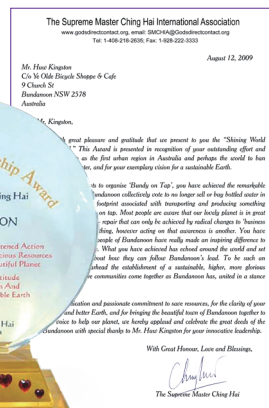 The Supreme Master Ching Hai International Association
www.godsdirectcontact.org, email: SMCHIA@Godsdirectcontact.org
Tel: 1-408-218-2635; Fax: 1-928-222-3333
August 12, 2009
Mr. Huw Kingston
C/o Ye Olde Bicycle Shoppe & Cafe
9 Church St
Bundanoon NSW 2578
Australia
Mr. Kingston,
great pleasure and gratitude that we present to you the "Shining World
This Award is presented in recognition of your outstanding effort and
as the first urban region in Australia and perhaps the world to ban
and for your exemplary vision for a sustainable Earth.
to organise 'Bundy on Tap', you have achieved the remarkable
Bundanoon collectively vote to no longer sell or buy bottled water in
footprint associated with transporting and producing something
on tap. Most people are aware that our lovely planet is in great
repair that can only be achieved by radical changes to 'business
thing, however acting on that awareness is another. You have
people of Bundanoon have really made an inspiring difference to
What you have achieved has echoed around the world and set
about how they can follow Bundanoon's lead. To be such an
the establishment of a sustainable, higher, more glorious
communities come together as Bundanoon has, united in a stance
and passionate commitment to save resources, for the clarity of your
and better Earth, and for bringing the beautiful town of Bundanoon together to
voice to help our planet, we hereby applaud and celebrate the great deeds of the
Bundanoon with special thanks to Mr. Huw Kingston for your innovative leadership.
With Great Honour, Love and Blessings,
The Supreme Master Ching Hai
Award
ing Hai
ON
Action
Resources
Planet
And
Earth
Hai